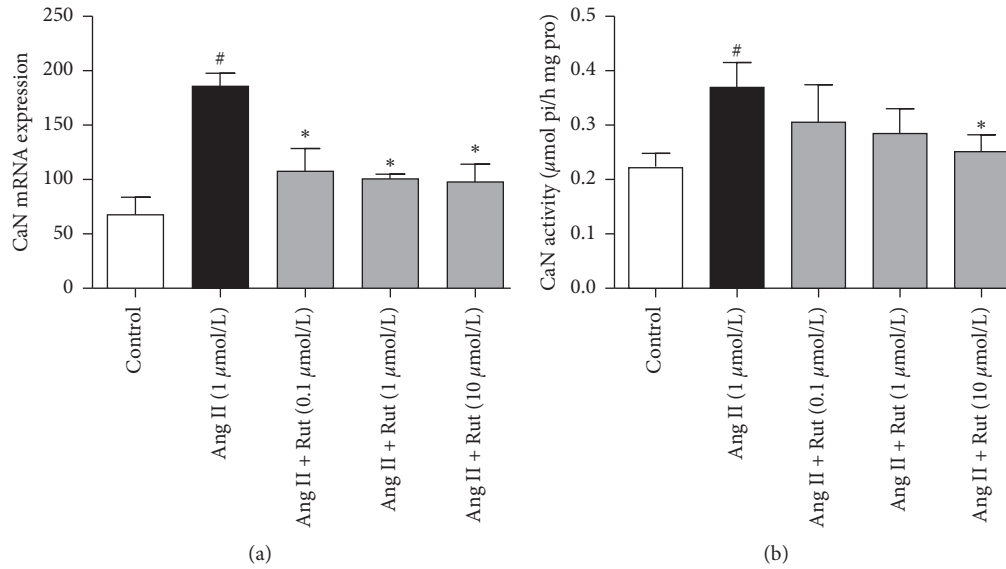 CaN mRNA expression
250
200
150
100
50
0
#
*
*
*
Control
Ang II (1 µmol/L)
Ang II + Rut (0.1 µmol/L)
Ang II + Rut (1 µmol/L)
Ang II + Rut (10 µmol/L)
(a)
CaN activity (µmol pi/h mg pro)
0.5
0.4
0.3
0.2
0.1
0.0
#
*
Control
Ang II (1 µmol/L)
Ang II + Rut (0.1 µmol/L)
Ang II + Rut (1 µmol/L)
Ang II + Rut (10 µmol/L)
(b)